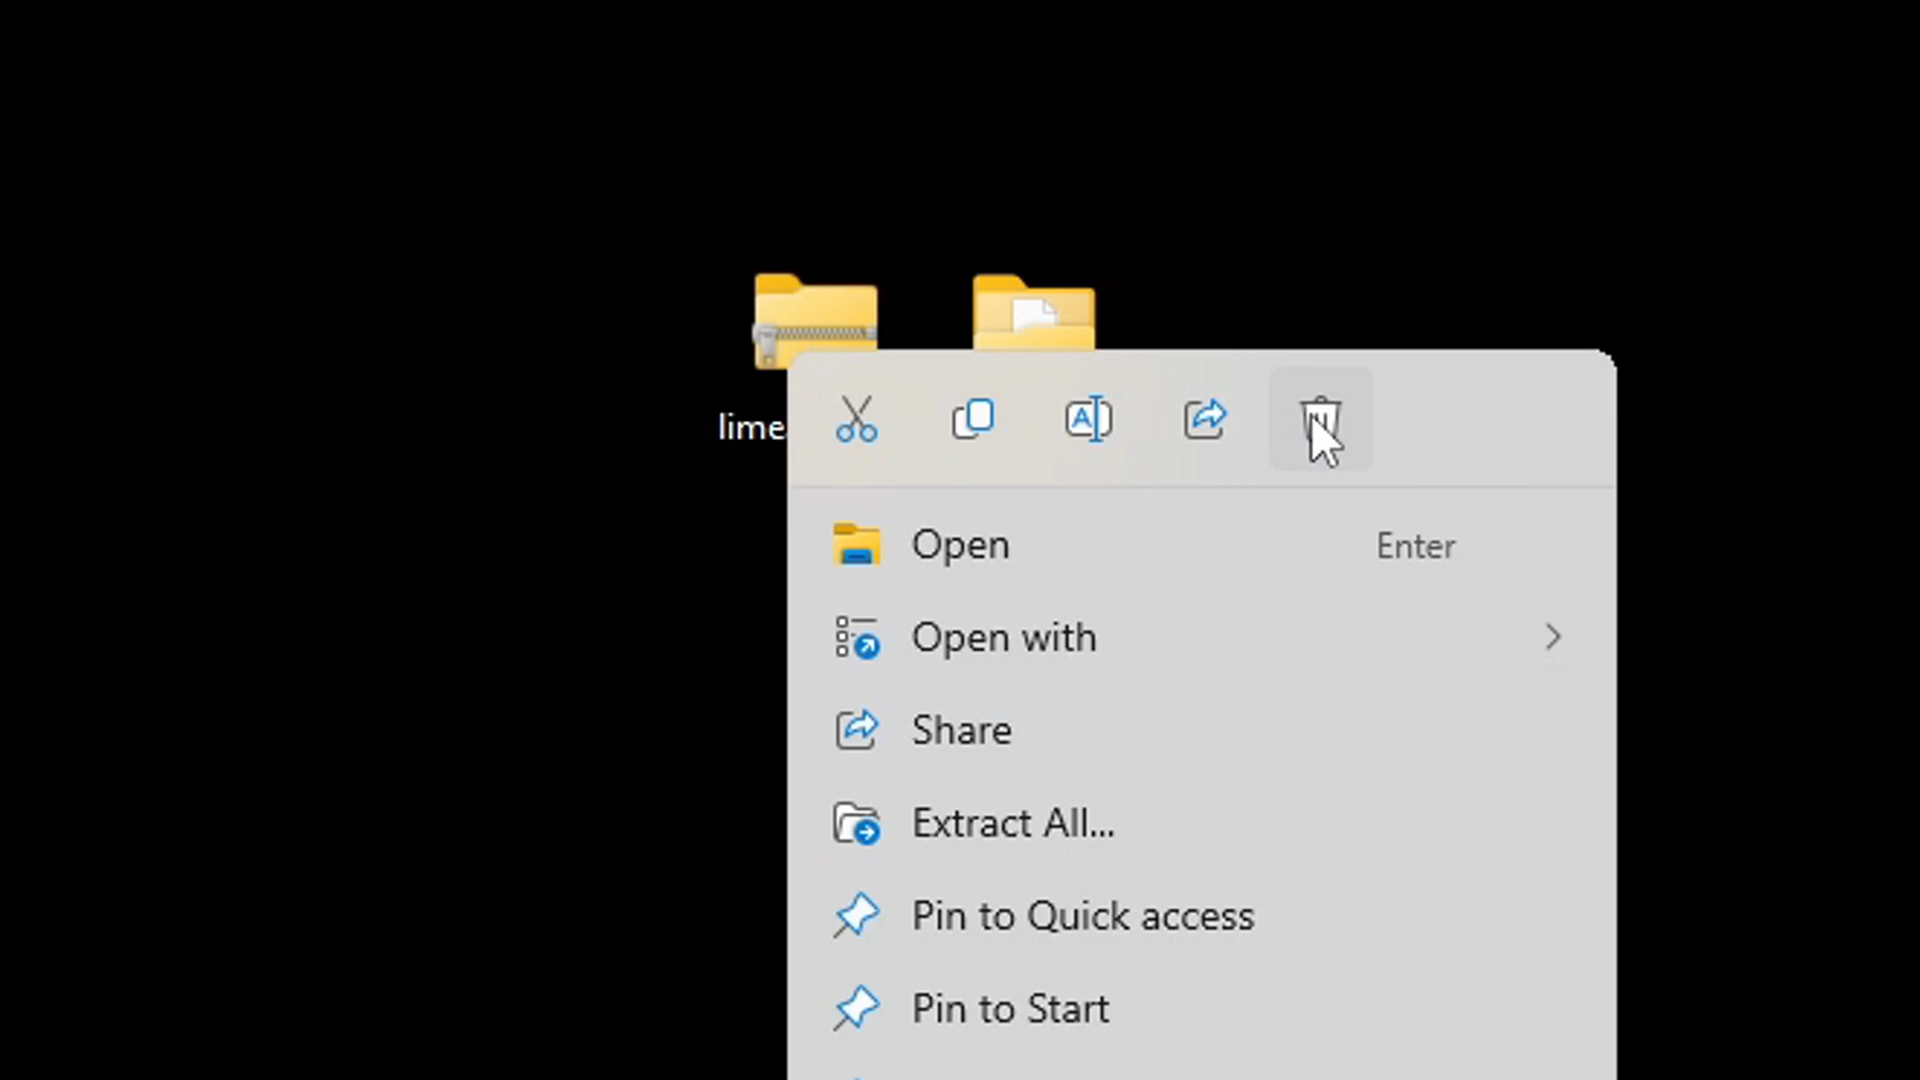 lime
Open Enter
Open with
Share
Extract All...
Pin to Quick access
Pin to Start